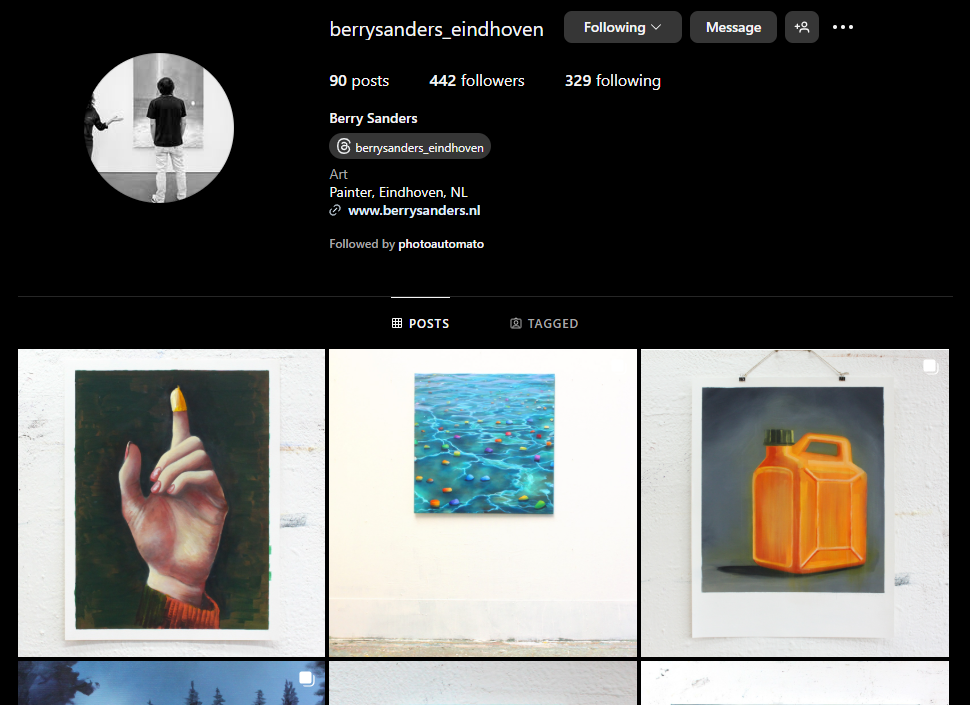 berrysanders_eindhoven Following Message
90 posts 442 followers 329 following
Berry Sanders
berrysanders_eindhoven
Art
Painter, Eindhoven, NL
www.berrysanders.nl
Followed by photoautomato
POSTS TAGGED